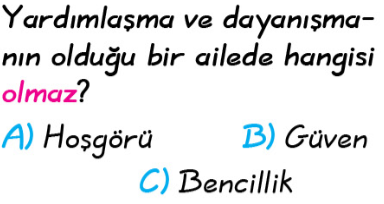 Yardımlaşma ve dayanışma-
nın olduğu bir ailede hangisi
olmaz?
A) Hoşgörü B) Güven
C) Bencillik